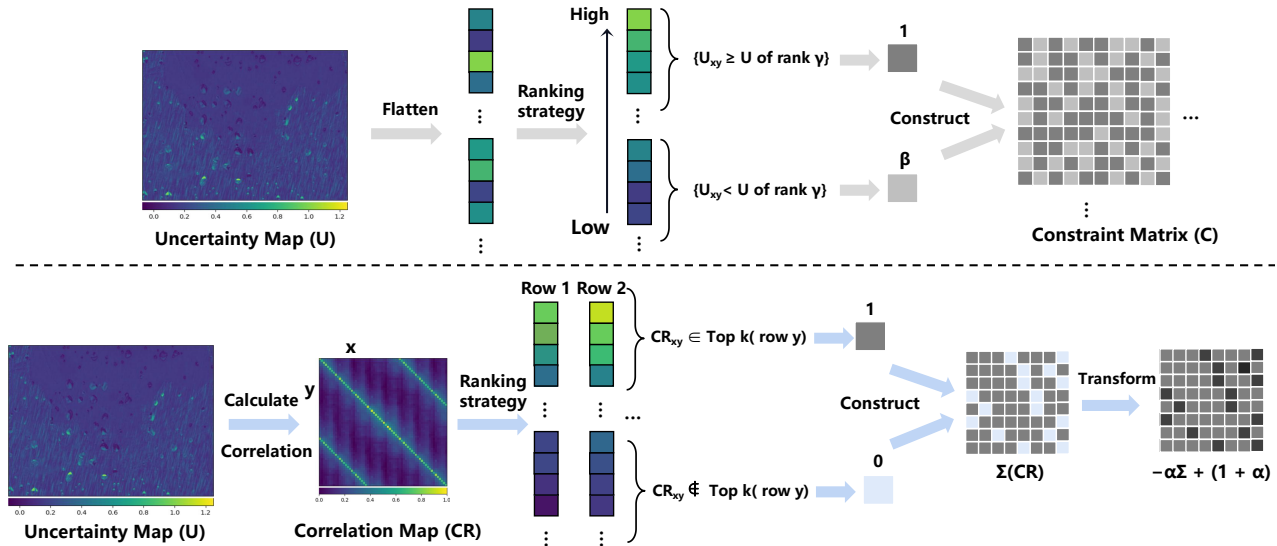 High
1
{Uxy ≥ U of rank γ}
Flatten
Ranking
strategy
Construct
...
...
...
β
{Uxy < U of rank γ}
0.0 0.2 0.4 0.6 0.8 1.0 1.2
Low
Uncertainty Map (U)
...
...
...
Constraint Matrix (C)
Row 1 Row 2
1
CRxy ∈ Top k( row y)
x
y
Calculate
Correlation
Ranking
strategy
Construct
Transform
...
...
...
0
Σ(CR)
−αΣ + (1 + α)
CRxy ∉ Top k( row y)
0.0 0.2 0.4 0.6 0.8 1.0 1.2
0.0 0.2 0.4 0.6 0.8 1.0
Uncertainty Map (U)
Correlation Map (CR)
...
...